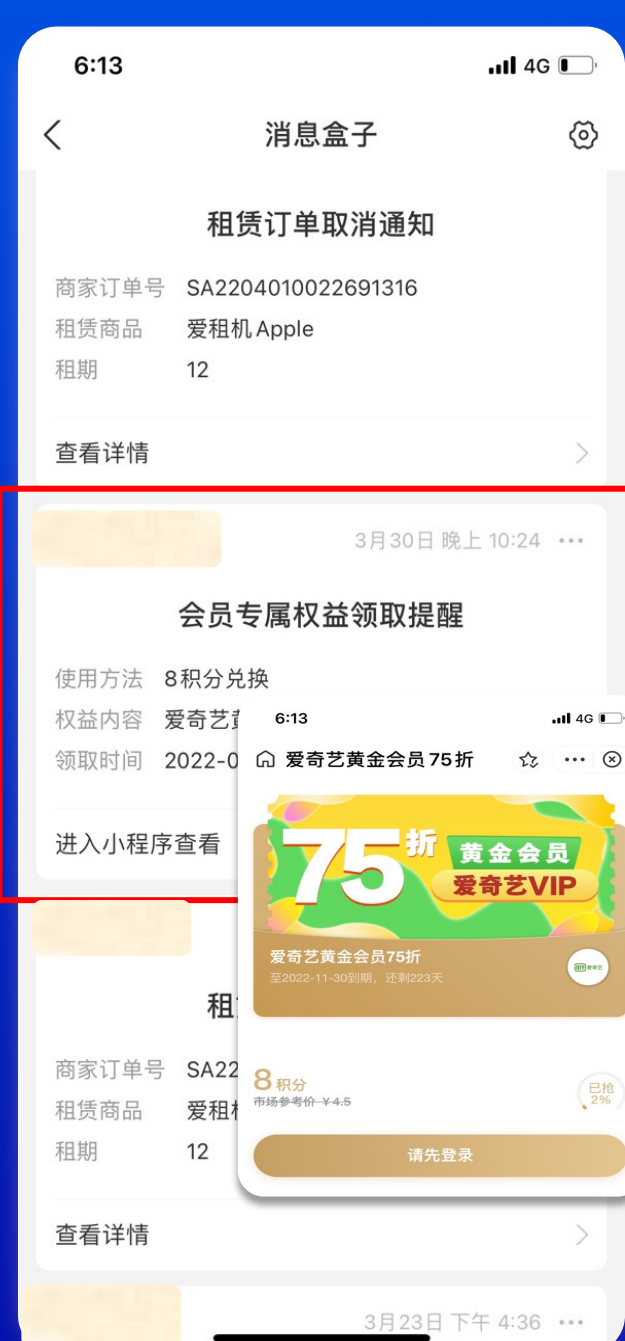 6:13
4G
消息盒子
租赁订单取消通知
商家订单号 SA2204010022691316
租赁商品 爱租机 Apple
租期 12
查看详情
3月30日 晚上 10:24
会员专属权益领取提醒
使用方法 8积分兑换
权益内容 爱奇艺
领取时间 2022-0
进入小程序查看
6:13
4G
爱奇艺黄金会员75折
75折 黄金会员
爱奇艺VIP
爱奇艺黄金会员75折
至2022-11-30到期，还剩223天
爱奇艺
8积分
市场参考价 ¥4.5
已抢
2%
请先登录
租
商家订单号 SA22
租赁商品 爱租
租期 12
查看详情
3月23日 下午 4:36